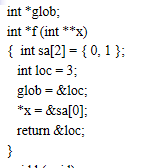 int *glob;
int *f (int **x)
{ int sa[2] = { 0, 1 };
int loc = 3;
glob = &loc;
*x = &sa[0];
return &loc;
}